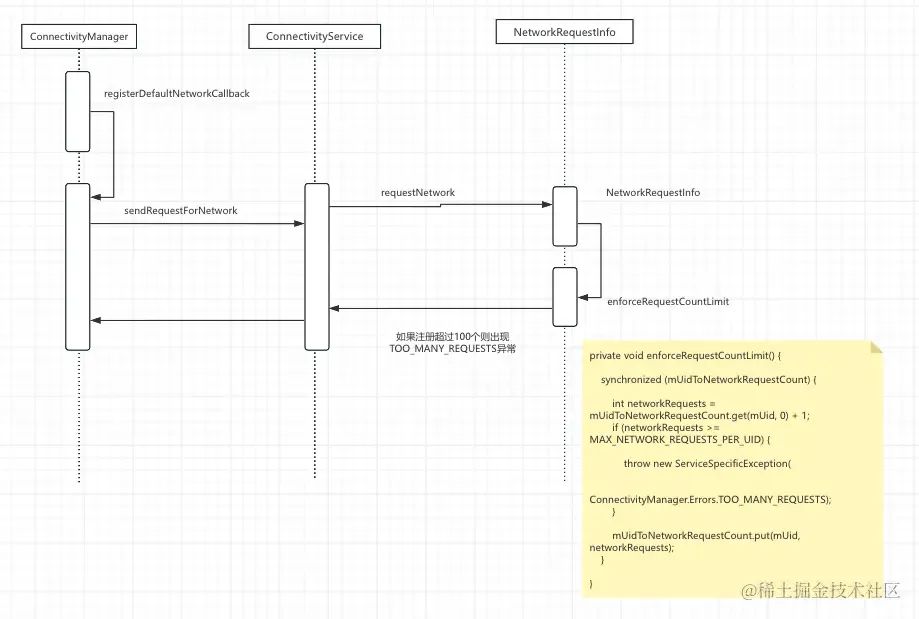 ConnectivityManager
ConnectivityService
NetworkRequestInfo
registerDefaultNetworkCallback
requestNetwork
NetworkRequestInfo
sendRequestForNetwork
enforceRequestCountLimit
如果注册超过100个则出现
TOO_MANY_REQUESTS异常
private void enforceRequestCountLimit() {
synchronized (mUidToNetworkRequestCount) {
int networkRequests =
mUidToNetworkRequestCount.get(mUid, 0) + 1;
if (networkRequests >=
MAX_NETWORK_REQUESTS_PER_UID) {
throw new ServiceSpecificException(
ConnectivityManager.Errors.TOO_MANY_REQUESTS);
}
mUidToNetworkRequestCount.put(mUid,
networkRequests);
}
}
@稀土掘金技术社区